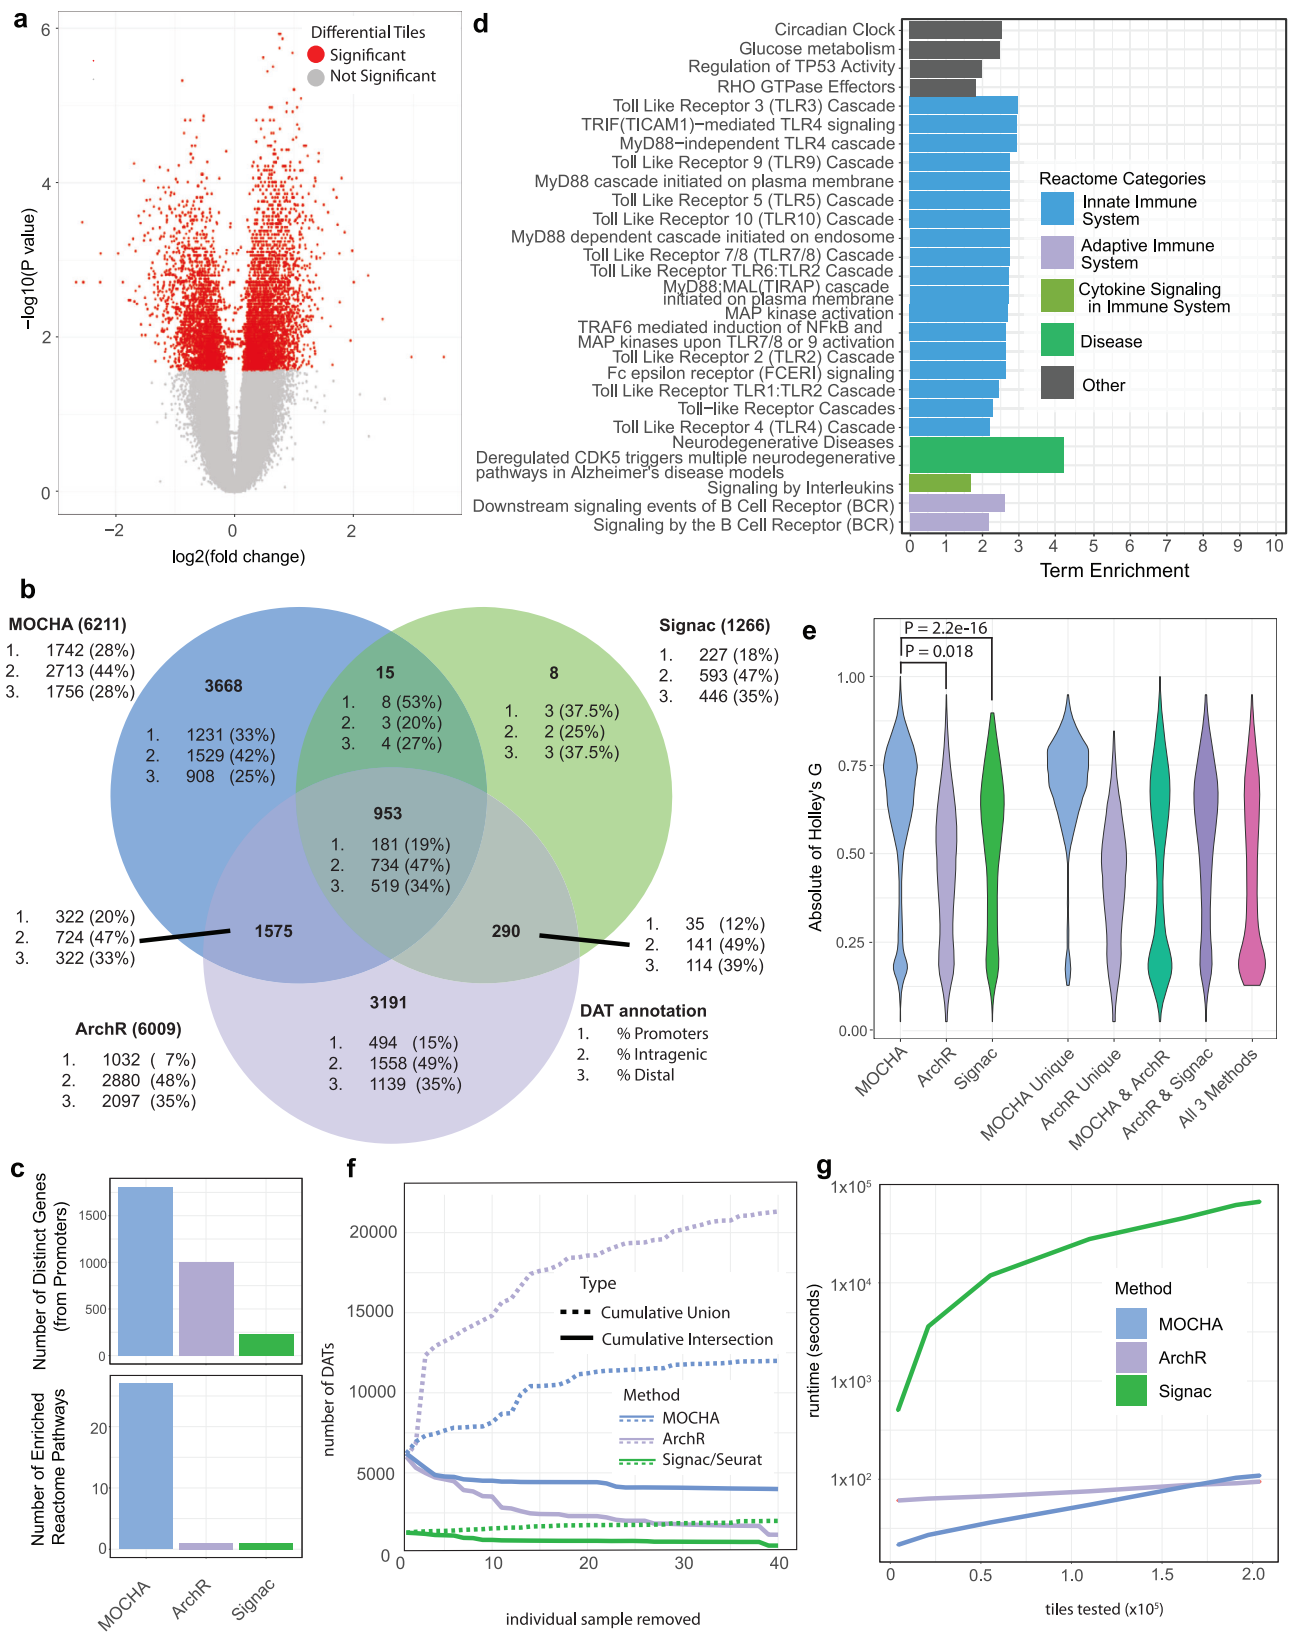 a
6
4
2
0
−log10(P value)
−2
0
2
log2(fold change)
Differential Tiles
Significant
Not Significant
d
Circadian Clock
Glucose metabolism
Regulation of TP53 Activity
RHO GTPase Effectors
Toll Like Receptor 3 (TLR3) Cascade
TRIF(TICAM1)−mediated TLR4 signaling
MyD88−independent TLR4 cascade
Toll Like Receptor 9 (TLR9) Cascade
MyD88 cascade initiated on plasma membrane
Toll Like Receptor 5 (TLR5) Cascade
Toll Like Receptor 10 (TLR10) Cascade
MyD88 dependent cascade initiated on endosome
Toll Like Receptor 7/8 (TLR7/8) Cascade
Toll Like Receptor TLR6:TLR2 Cascade
MyD88:MAL(TIRAP) cascade
initiated on plasma membrane
MAP kinase activation
TRAF6 mediated induction of NFkB and
MAP kinases upon TLR7/8 or 9 activation
Toll Like Receptor 2 (TLR2) Cascade
Fc epsilon receptor (FCERI) signaling
Toll Like Receptor TLR1:TLR2 Cascade
Toll−like Receptor Cascades
Toll Like Receptor 4 (TLR4) Cascade
Neurodegenerative Diseases
Deregulated CDK5 triggers multiple neurodegenerative
pathways in Alzheimer's disease models
Signaling by Interleukins
Downstream signaling events of B Cell Receptor (BCR)
Signaling by the B Cell Receptor (BCR)
0 1 2 3 4 5 6 7 8 9 10
Term Enrichment
Reactome Categories
Innate Immune
System
Adaptive Immune
System
Cytokine Signaling
in Immune System
Disease
Other
b
MOCHA (6211)
1. 1742 (28%)
2. 2713 (44%)
3. 1756 (28%)
3668
1. 1231 (33%)
2. 1529 (42%)
3. 908 (25%)
15
1. 8 (53%)
2. 3 (20%)
3. 4 (27%)
8
1. 3 (37.5%)
2. 2 (25%)
3. 3 (37.5%)
Signac (1266)
1. 227 (18%)
2. 593 (47%)
3. 446 (35%)
953
1. 181 (19%)
2. 734 (47%)
3. 519 (34%)
1. 322 (20%)
2. 724 (47%)
3. 322 (33%)
1575
290
1. 35 (12%)
2. 141 (49%)
3. 114 (39%)
ArchR (6009)
1. 1032 ( 7%)
2. 2880 (48%)
3. 2097 (35%)
3191
1. 494 (15%)
2. 1558 (49%)
3. 1139 (35%)
DAT annotation
1. % Promoters
2. % Intragenic
3. % Distal
e
P = 2.2e-16
P = 0.018
1.00
0.75
0.50
0.25
0.00
Absolute of Holley's G
MOCHA
ArchR
Signac
MOCHA Unique
ArchR Unique
MOCHA & ArchR
ArchR & Signac
All 3 Methods
c
Number of Distinct Genes
(from Promoters)
1500
1000
500
0
Number of Enriched
Reactome Pathways
20
10
0
MOCHA
ArchR
Signac
f
number of DATs
20000
15000
10000
5000
0
0 10 20 30 40
individual sample removed
Type
Cumulative Union
Cumulative Intersection
Method
MOCHA
ArchR
Signac/Seurat
g
runtime (seconds)
1x10⁵
1x10⁴
1x10³
1x10²
0 0.5 1.0 1.5 2.0
tiles tested (x10⁵)
Method
MOCHA
ArchR
Signac